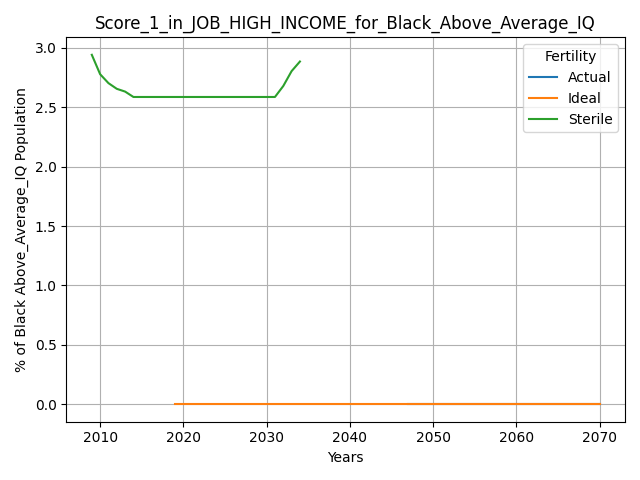 Score_1_in_JOB_HIGH_INCOME_for_Black_Above_Average_IQ
% of Black Above_Average_IQ Population
3.0
2.5
2.0
1.5
1.0
0.5
0.0
Fertility
Actual
Ideal
Sterile
2010 2020 2030 2040 2050 2060 2070
Years